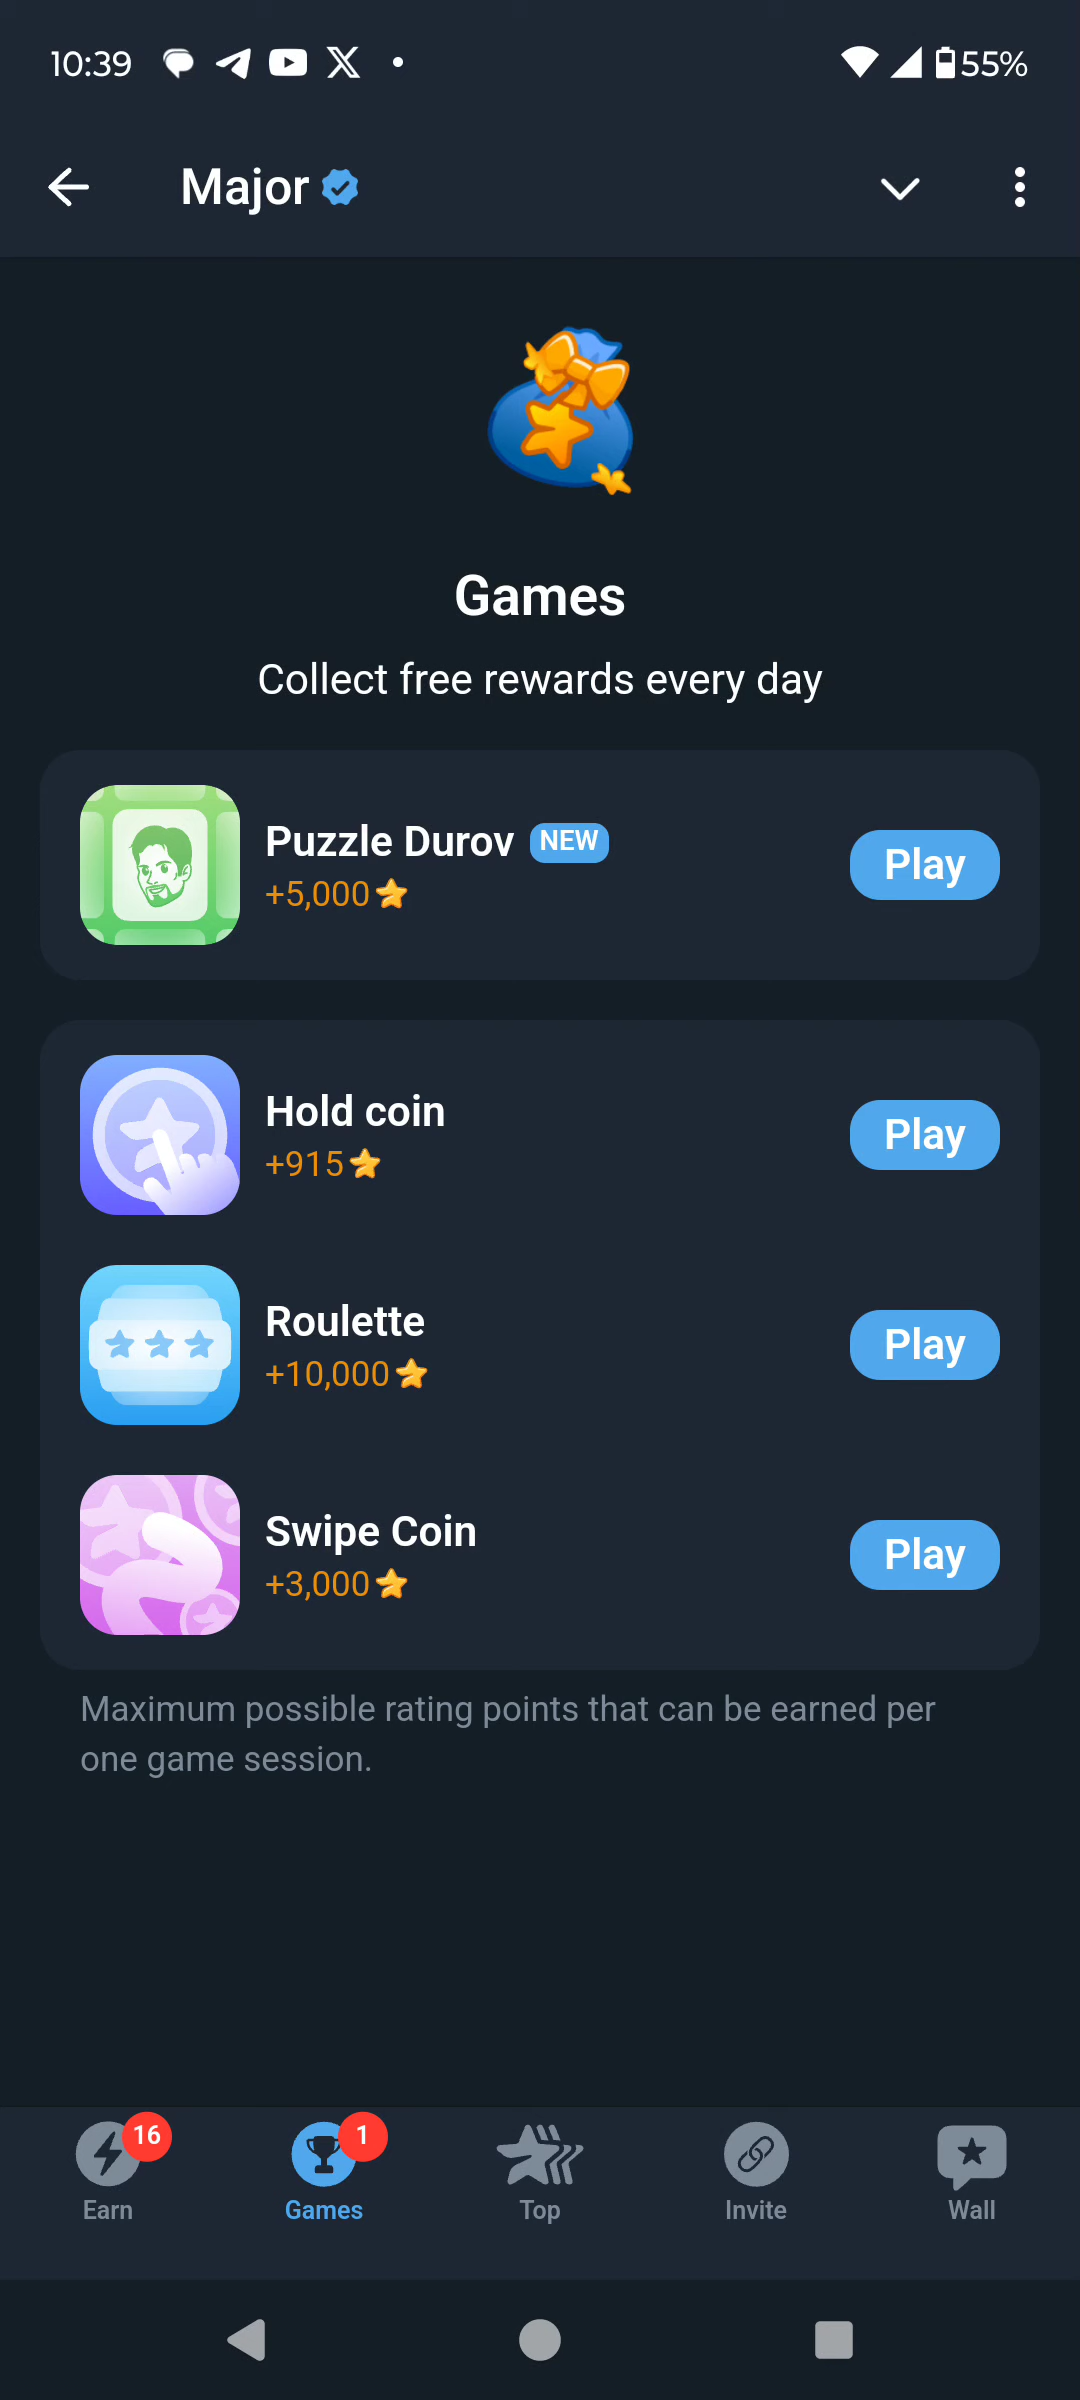 10:39
55%
Major
Games
Collect free rewards every day
Puzzle Durov NEW
+5,000
Play
Hold coin
+915
Play
Roulette
+10,000
Play
Swipe Coin
+3,000
Play
Maximum possible rating points that can be earned per
one game session.
16
1
Earn
Games
Top
Invite
Wall